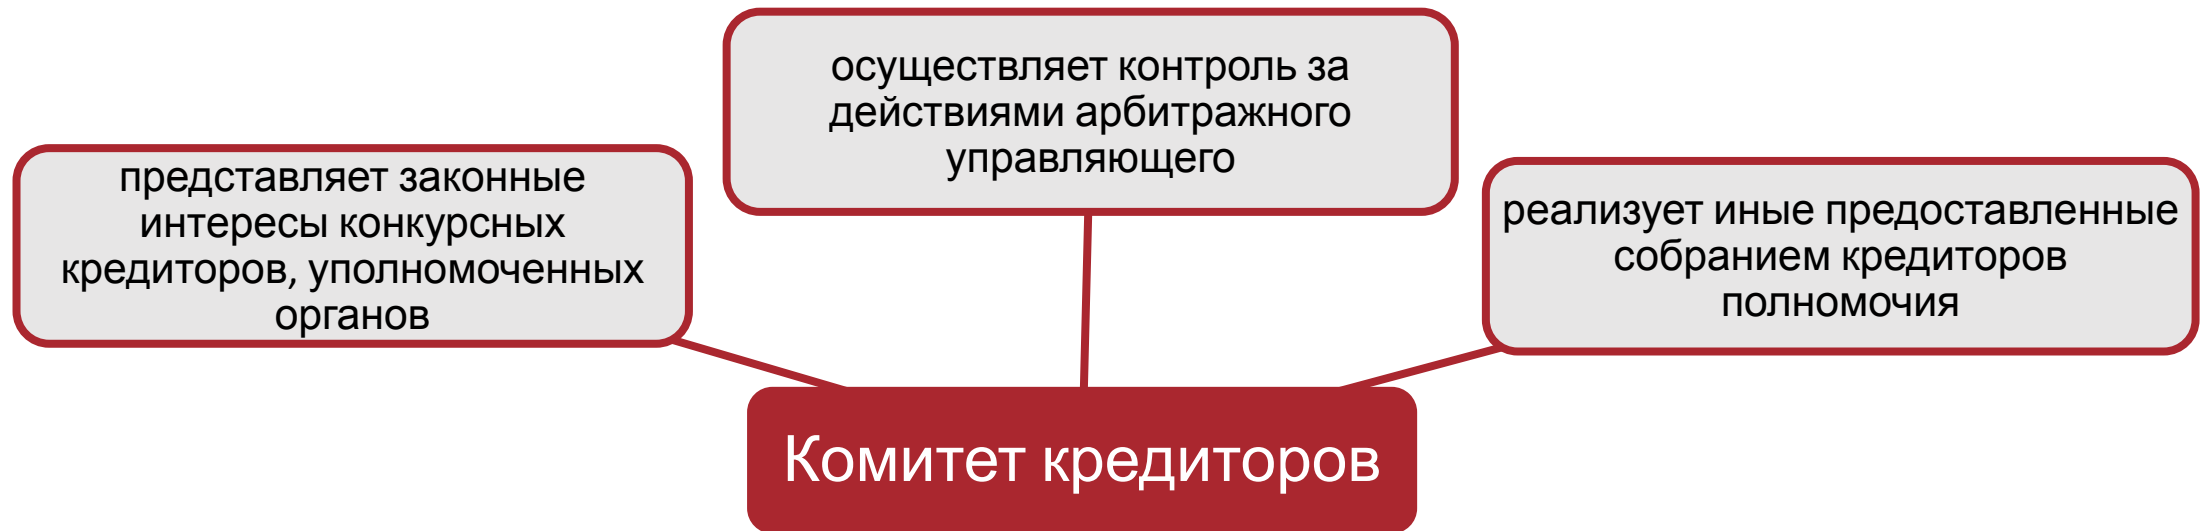 представляет законные
интересы конкурсных
кредиторов, уполномоченных
органов
осуществляет контроль за
действиями арбитражного
управляющего
реализует иные предоставленные
собранием кредиторов
полномочия
Комитет кредиторов